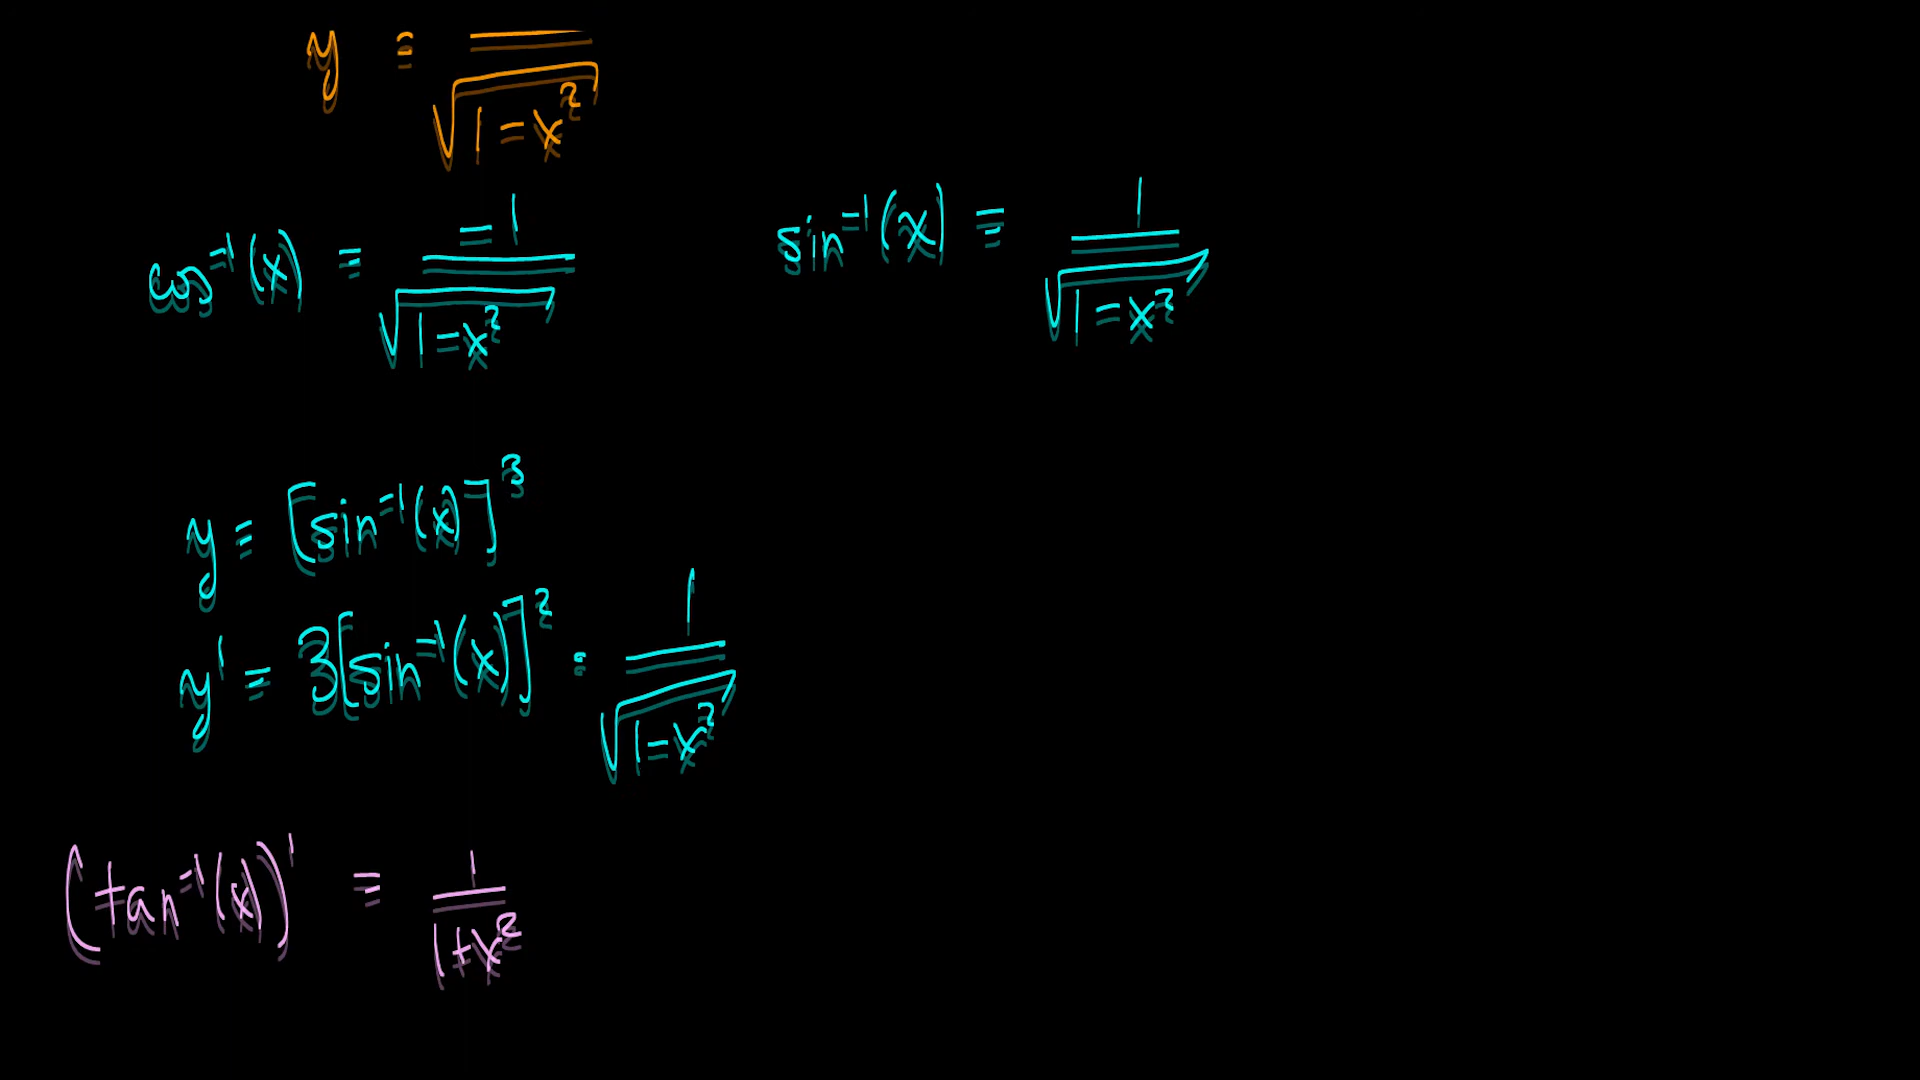 y = ——/√(1-x²)
cos⁻¹(x) = -1/√(1-x²)
sin⁻¹(x) = 1/√(1-x²)
y = [sin⁻¹(x)]³
y' = 3[sin⁻¹(x)]² · 1/√(1-x²)
(tan⁻¹(x))' = 1/(1+x²)